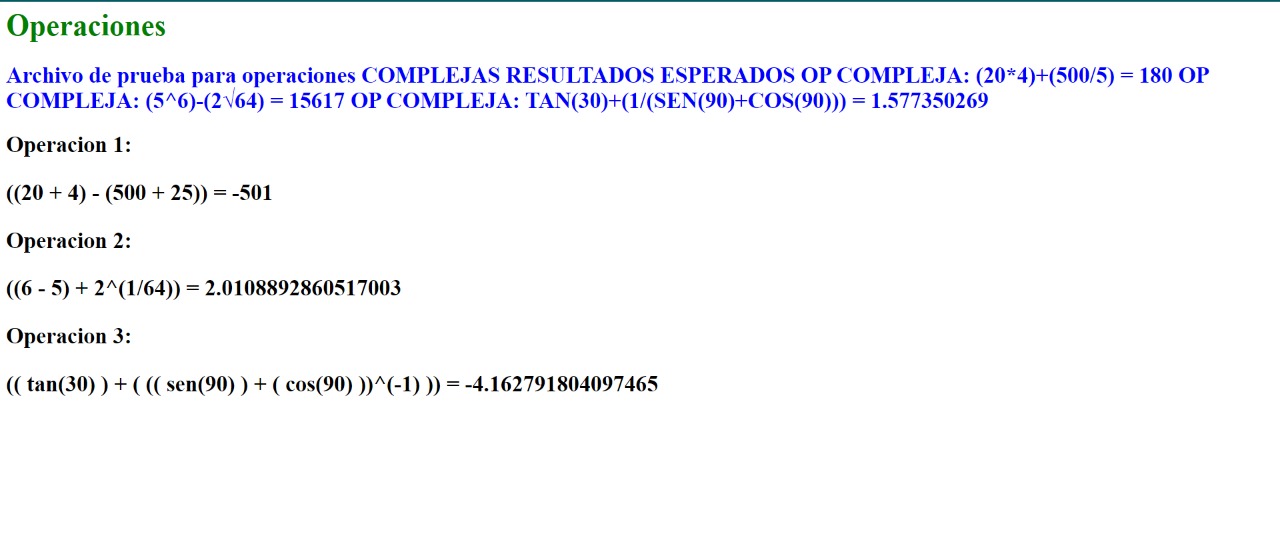 Operaciones
Archivo de prueba para operaciones COMPLEJAS RESULTADOS ESPERADOS OP COMPLEJA: (20*4)+(500/5) = 180 OP
COMPLEJA: (5^6)-(2√64) = 15617 OP COMPLEJA: TAN(30)+(1/(SEN(90)+COS(90))) = 1.577350269
Operacion 1:
((20 + 4) - (500 + 25)) = -501
Operacion 2:
((6 - 5) + 2^(1/64)) = 2.0108892860517003
Operacion 3:
(( tan(30) ) + ( (( sen(90) ) + ( cos(90) ))^(-1) )) = -4.162791804097465